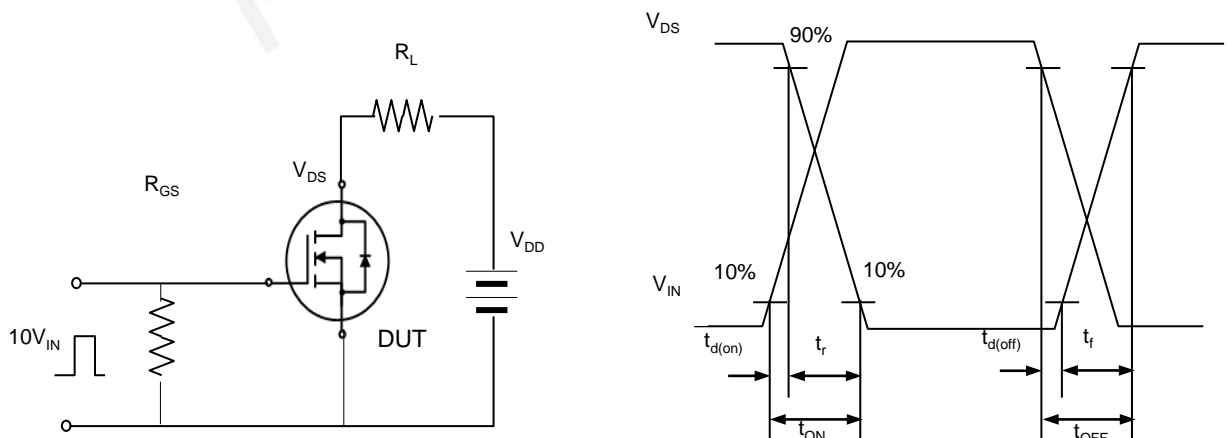 R_L
V_DS
R_GS
V_DD
10V_IN
DUT
V_DS
90%
10%
10%
V_IN
t_d(on)
t_r
t_d(off)
t_f
t_ON
t_OFF